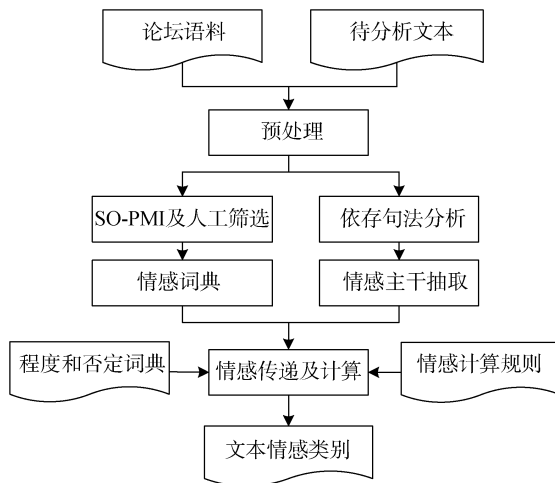 论坛语料
待分析文本
预处理
SO-PMI及人工筛选
依存句法分析
情感词典
情感主干抽取
程度和否定词典
情感传递及计算
情感计算规则
文本情感类别